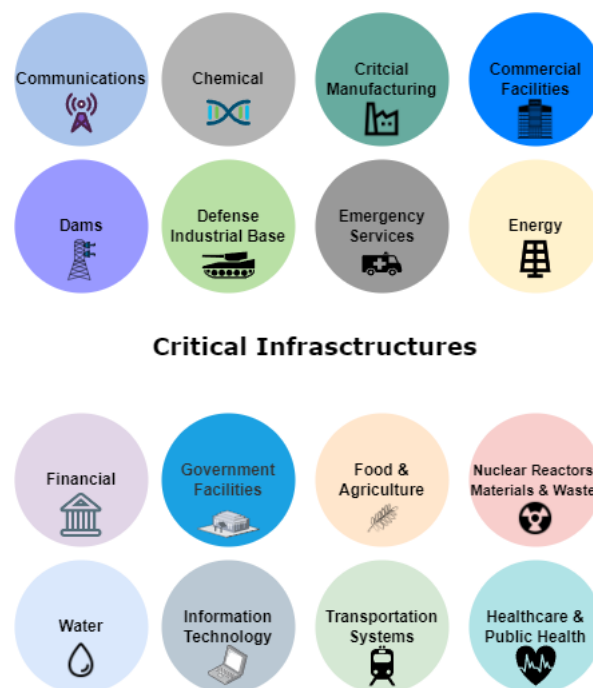 Communications
Chemical
Critcial
Manufacturing
Commercial
Facilities
Dams
Defense
Industrial Base
Emergency
Services
Energy
Critical Infrasctructures
Financial
Government
Facilities
Food &
Agriculture
Nuclear Reactors
Materials & Waste
Water
Information
Technology
Transportation
Systems
Healthcare &
Public Health